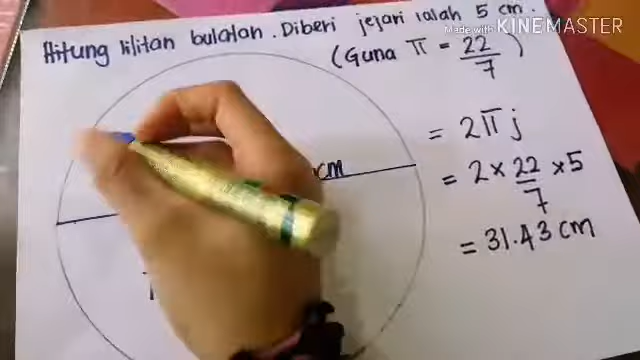 Hitung lilitan bulatan. Diberi jejari ialah 5 cm.
Made with KINEMASTER
(Guna π = 22/7)
= 2πj
cm
= 2 × 22/7 × 5
= 31.43 cm